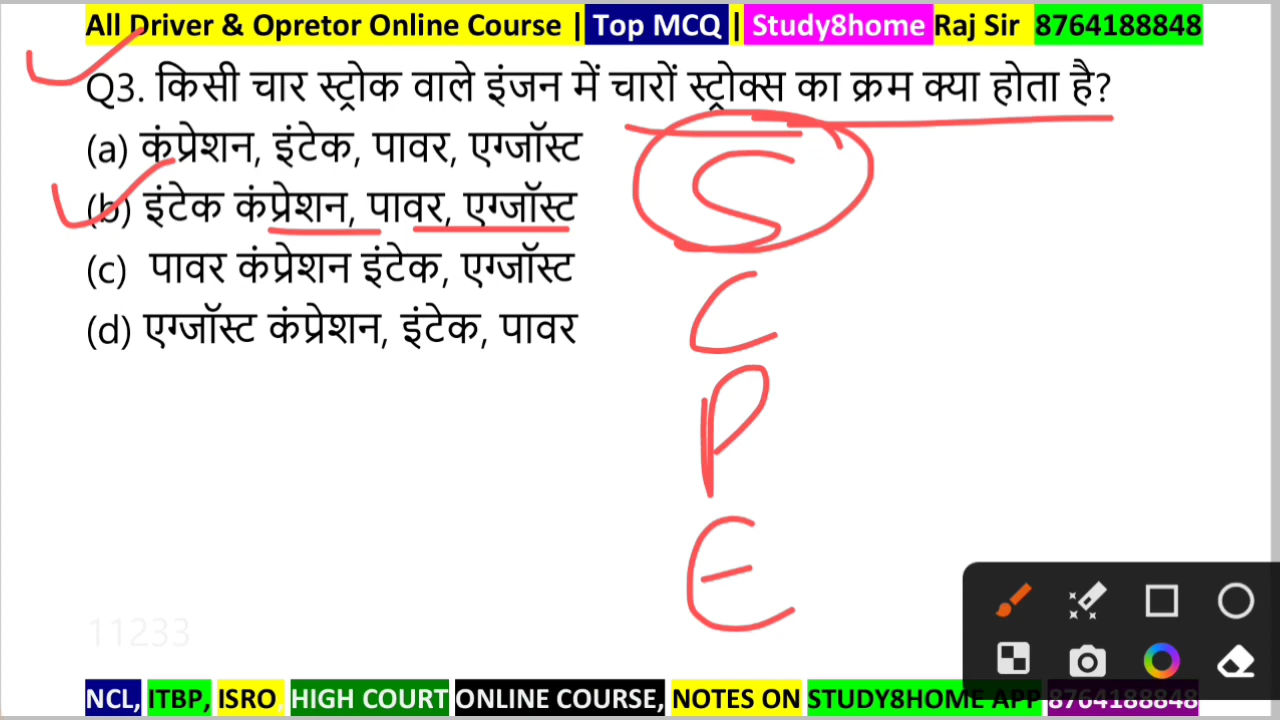 All Driver & Opretor Online Course | Top MCQ | Study8home Raj Sir 8764188848
Q3. किसी चार स्ट्रोक वाले इंजन में चारों स्ट्रोक्स का क्रम क्या होता है?
(a) कंप्रेशन, इंटेक, पावर, एग्जॉस्ट
(b) इंटेक कंप्रेशन, पावर, एग्जॉस्ट
(c) पावर कंप्रेशन इंटेक, एग्जॉस्ट
(d) एग्जॉस्ट कंप्रेशन, इंटेक, पावर
S
C
P
E
11233
NCL, ITBP, ISRO, HIGH COURT ONLINE COURSE, NOTES ON STUDY8HOME APP 8764188848